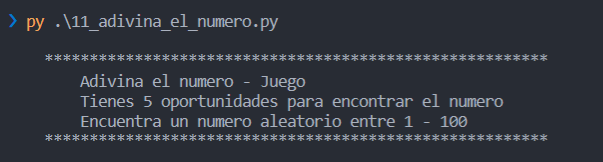 ❯ py .\11_adivina_el_numero.py
********************************************************
Adivina el numero - Juego
Tienes 5 oportunidades para encontrar el numero
Encuentra un numero aleatorio entre 1 - 100
********************************************************